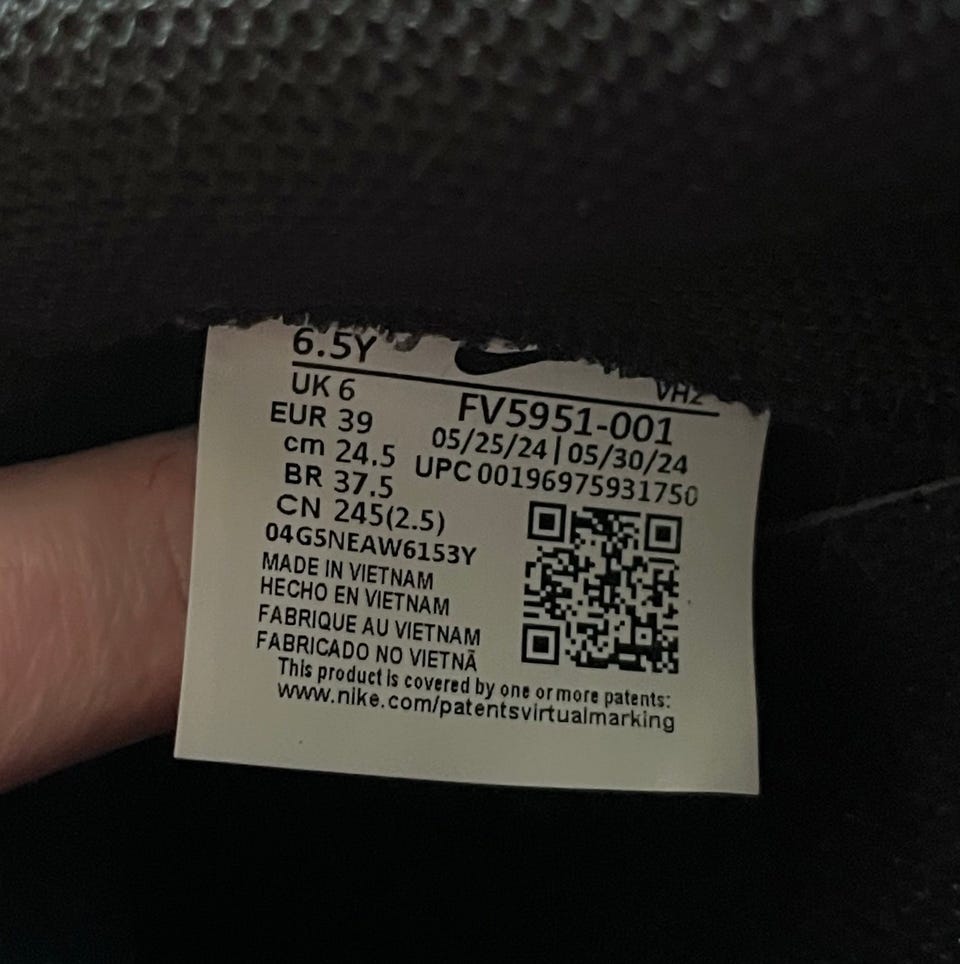 6.5Y
VH2
UK 6
FV5951-001
EUR 39
05/25/24 | 05/30/24
cm 24.5
UPC 00196975931750
BR 37.5
CN 245(2.5)
04G5NEAW6153Y
MADE IN VIETNAM
HECHO EN VIETNAM
FABRIQUE AU VIETNAM
FABRICADO NO VIETNÃ
This product is covered by one or more patents:
www.nike.com/patentsvirtualmarking